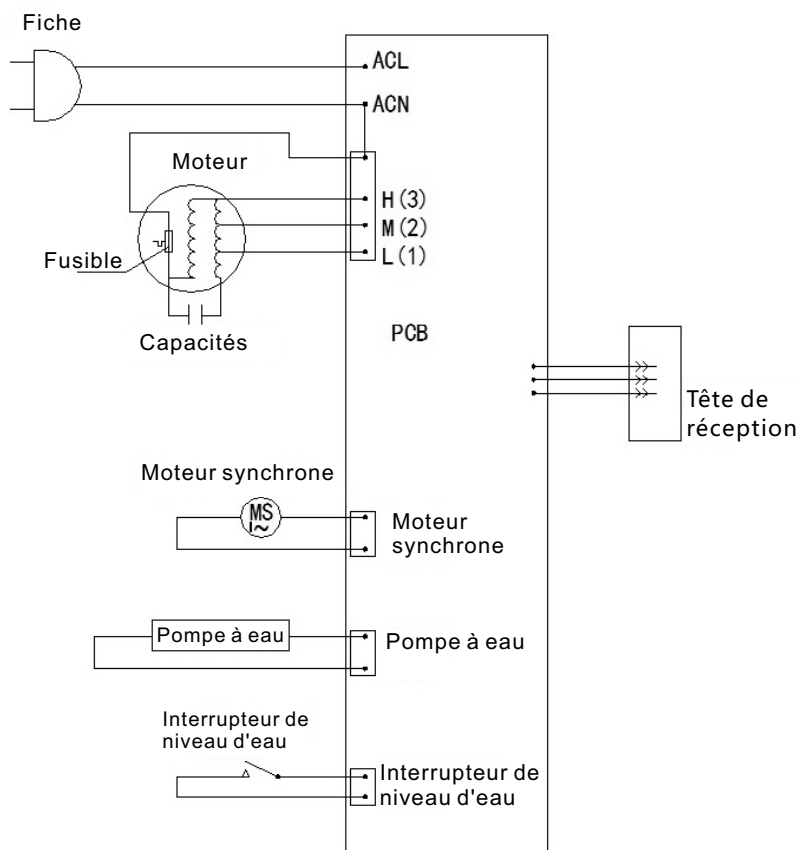 Fiche
ACL
ACN
Moteur
H(3)
M(2)
L(1)
Fusible
Capacités
PCB
Tête de
réception
Moteur synchrone
MS
~
Moteur
synchrone
Pompe à eau
Pompe à eau
Interrupteur de
niveau d'eau
Interrupteur de
niveau d'eau